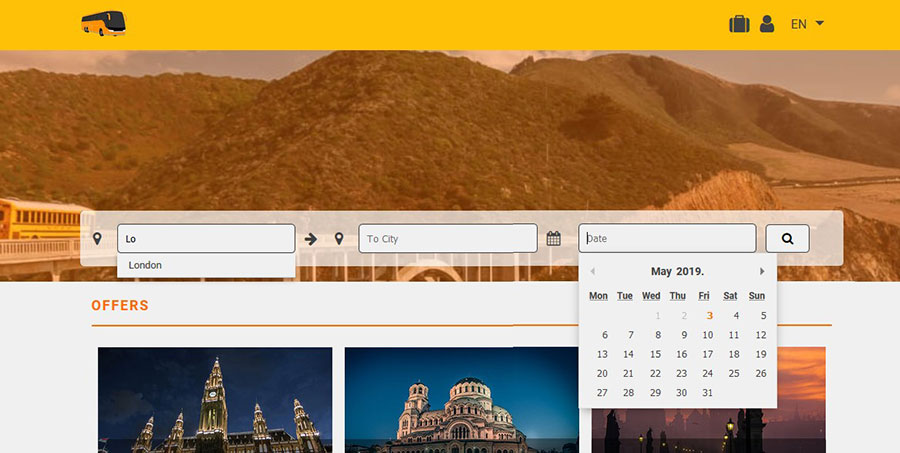 EN
Lo
To City
Date
London
May 2019.
Mon Tue Wed Thu Fri Sat Sun
1 2 3 4 5
6 7 8 9 10 11 12
13 14 15 16 17 18 19
20 21 22 23 24 25 26
27 28 29 30 31
OFFERS